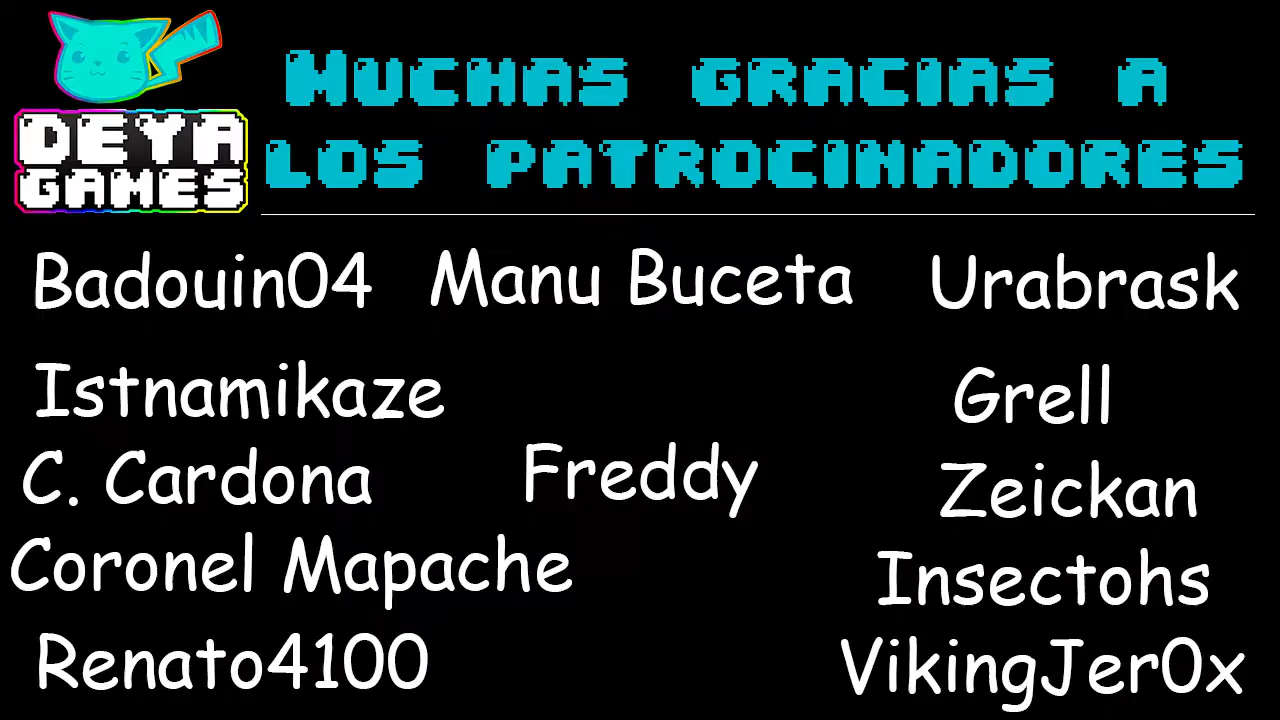 DEYA
GAMES
Muchas gracias a
los patrocinadores
Badouin04
Manu Buceta
Urabrask
Istnamikaze
Grell
C. Cardona
Freddy
Zeickan
Coronel Mapache
Insectohs
Renato4100
VikingJer0x